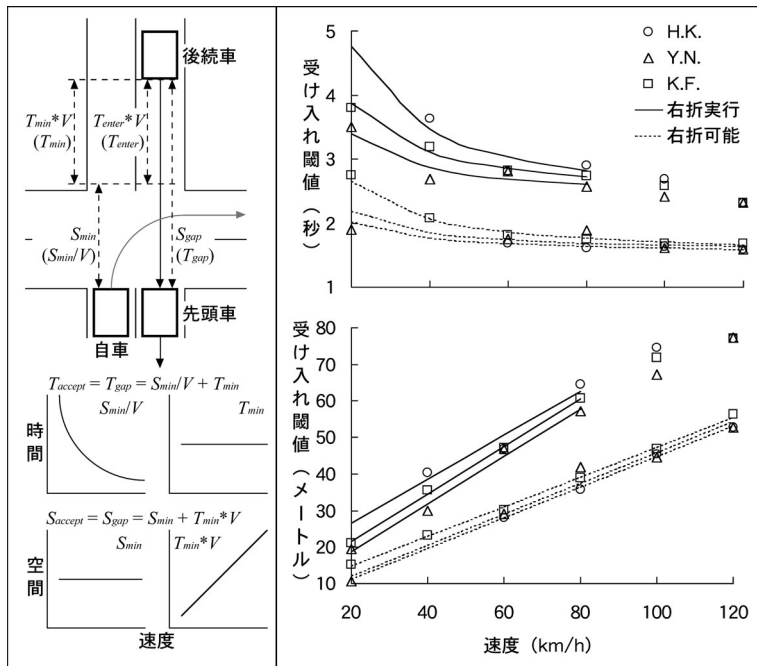 後続車
Tmin*V
(Tmin)
Tenter*V
(Tenter)
Smin
(Smin/V)
Sgap
(Tgap)
自車
先頭車
Taccept = Tgap = Smin/V + Tmin
時間
Smin/V
Tmin
Saccept = Sgap = Smin + Tmin*V
空間
Smin
Tmin*V
速度
受け入れ閾値（秒）
5
4
3
2
1
H.K.
Y.N.
K.F.
右折実行
右折可能
受け入れ閾値（メートル）
80
70
60
50
40
30
20
10
20
40
60
80
100
120
速度 (km/h)